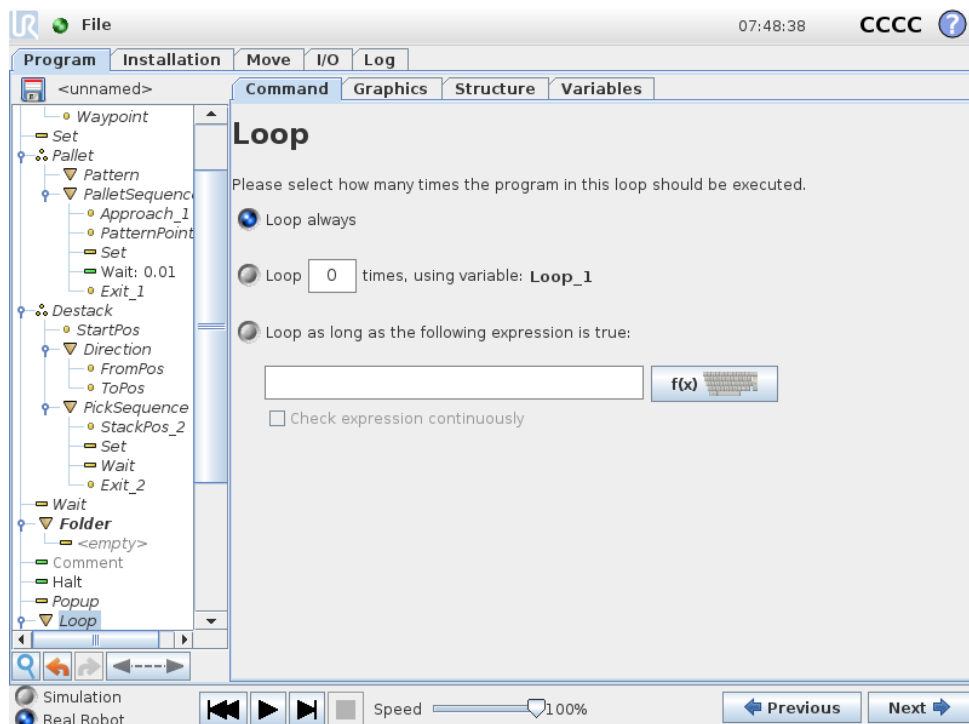 UR File 07:48:38 CCCC ?
Program Installation Move I/O Log
<unnamed>
Command Graphics Structure Variables
Waypoint
Set
Pallet
Pattern
PalletSequenc
Approach_1
PatternPoint
Set
Wait: 0.01
Exit_1
Destack
StartPos
Direction
FromPos
ToPos
PickSequence
StackPos_2
Set
Wait
Exit_2
Wait
Folder
<empty>
Comment
Halt
Popup
Loop
Loop
Please select how many times the program in this loop should be executed.
Loop always
Loop 0 times, using variable: Loop_1
Loop as long as the following expression is true:
f(x)
Check expression continuously
Simulation
Real Robot
Speed 100%
Previous Next